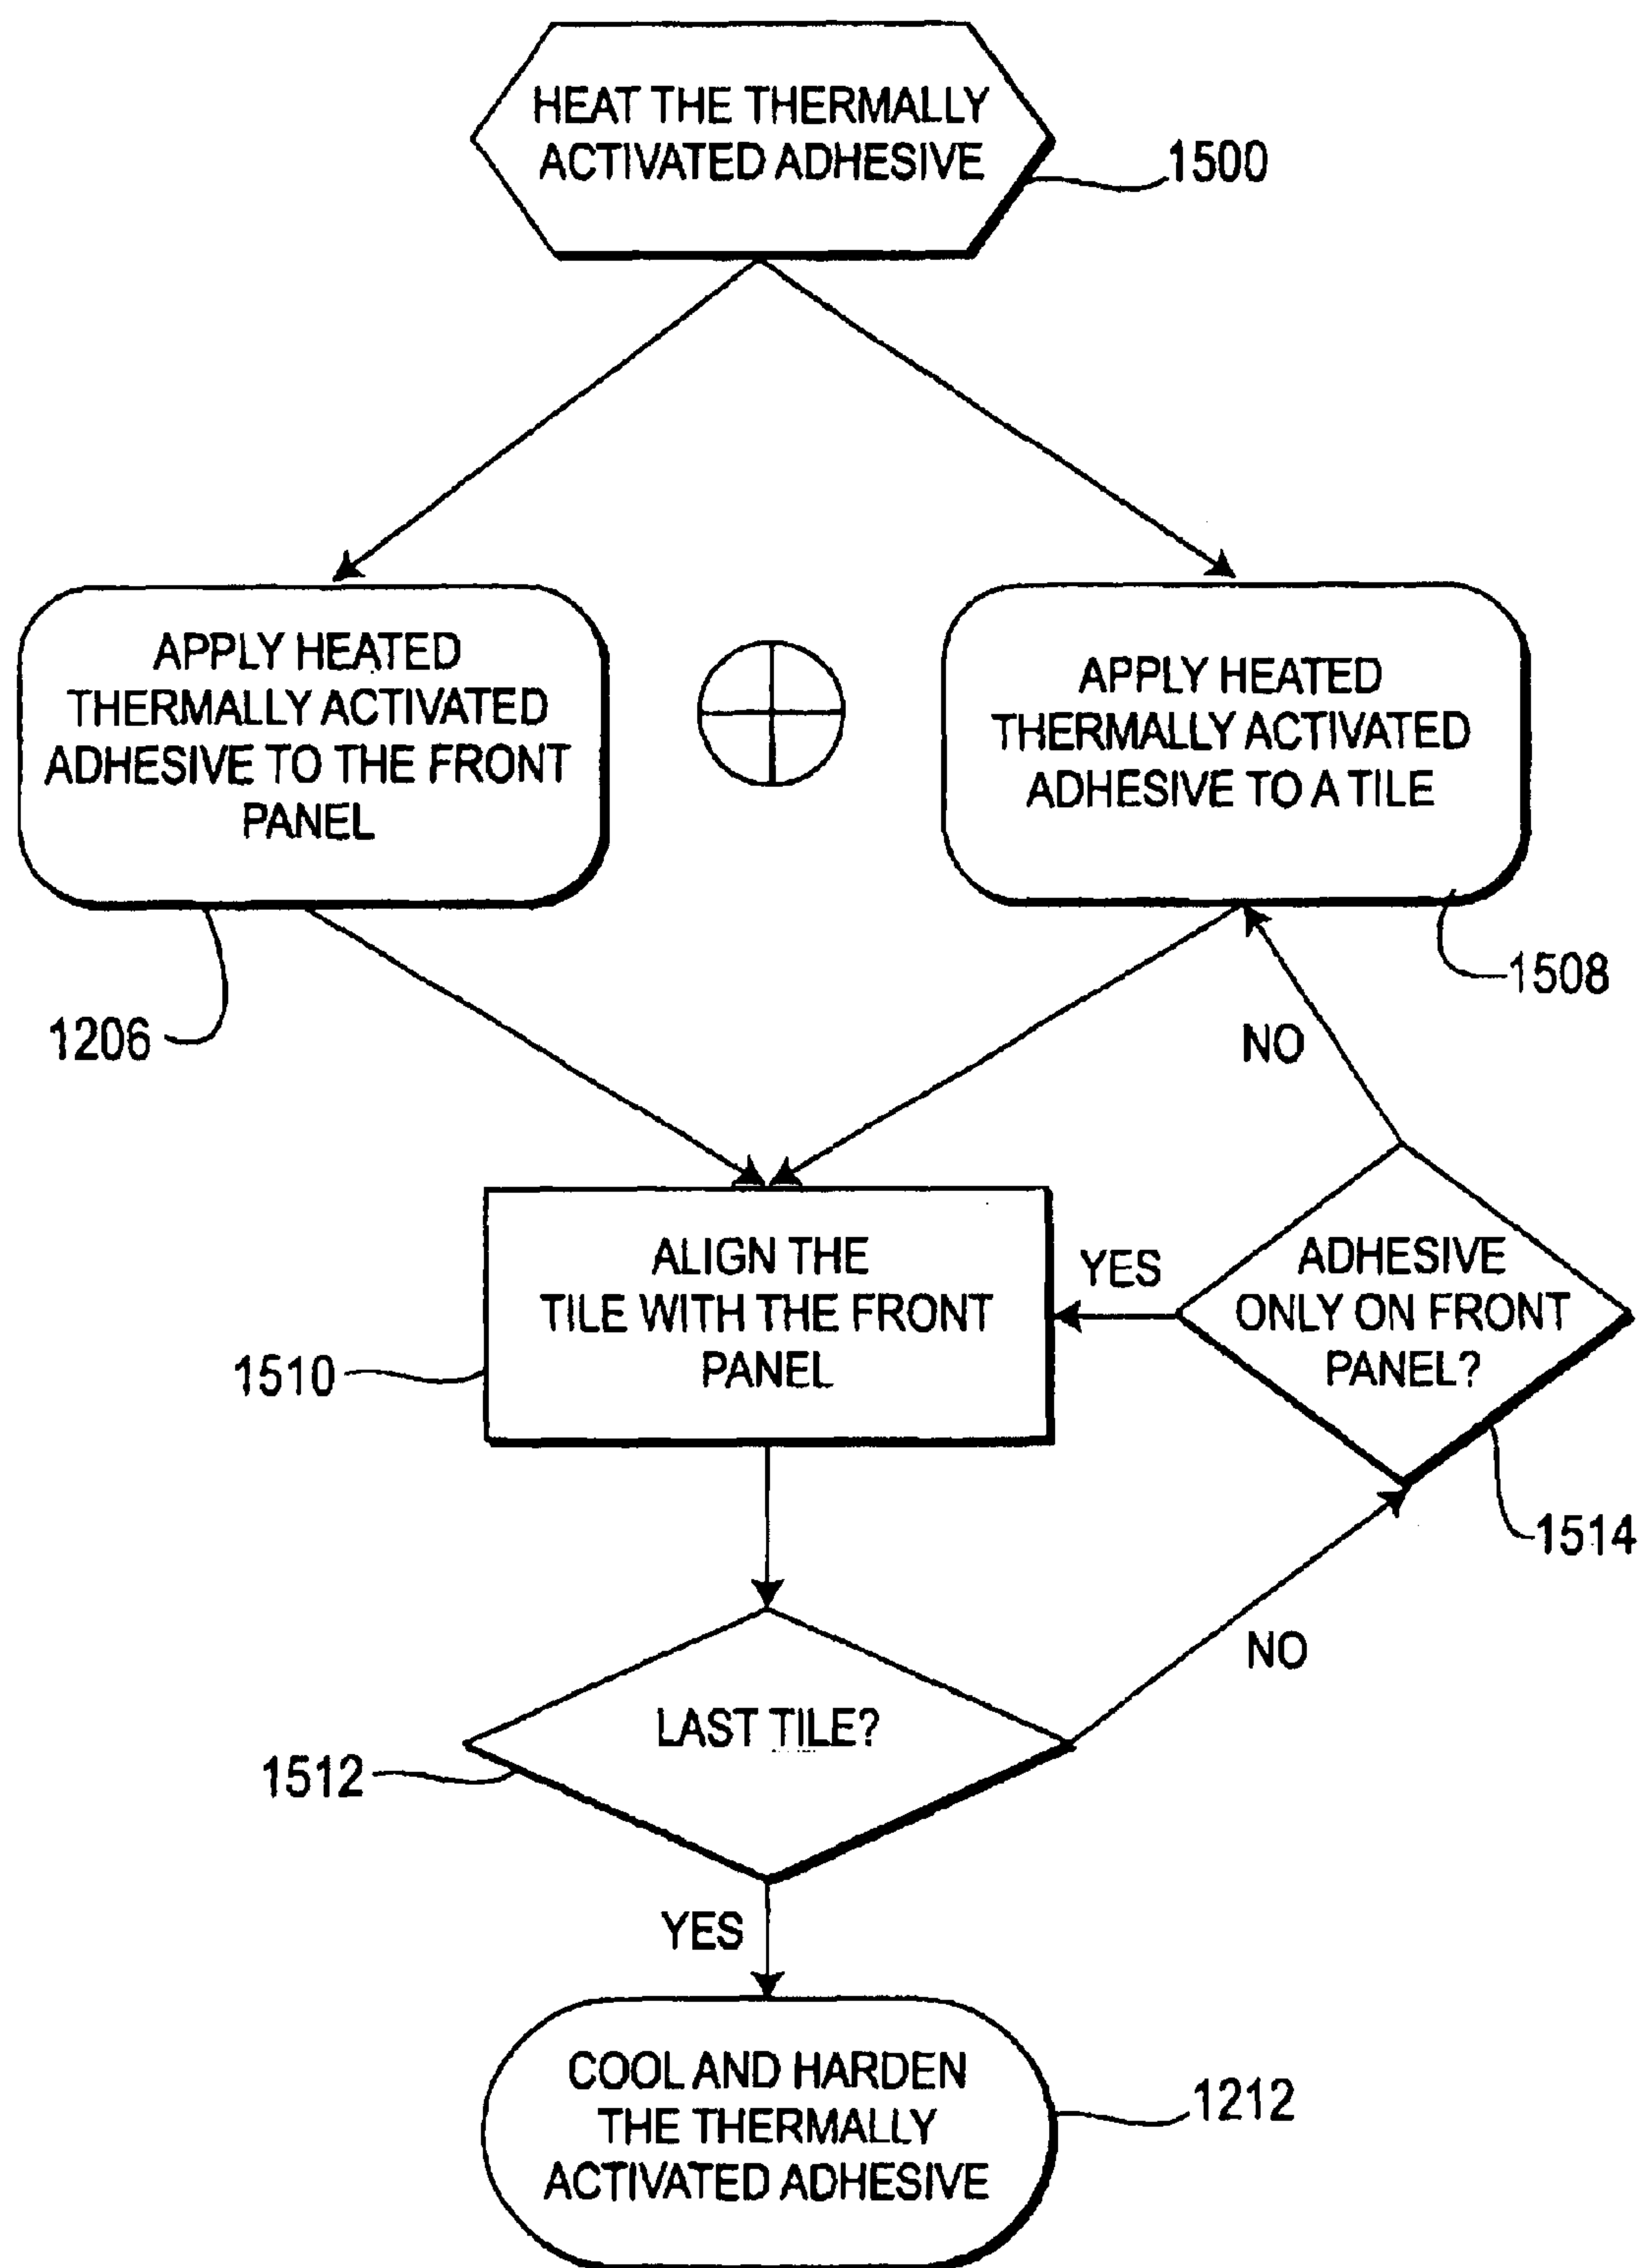 HEAT THE THERMALLY
ACTIVATED ADHESIVE
1500
APPLY HEATED
THERMALLY ACTIVATED
ADHESIVE TO THE FRONT
PANEL
1206
APPLY HEATED
THERMALLY ACTIVATED
ADHESIVE TO A TILE
1508
NO
ALIGN THE
TILE WITH THE FRONT
PANEL
1510
YES
ADHESIVE
ONLY ON FRONT
PANEL?
1514
LAST TILE?
1512
NO
YES
COOL AND HARDEN
THE THERMALLY
ACTIVATED ADHESIVE
1212